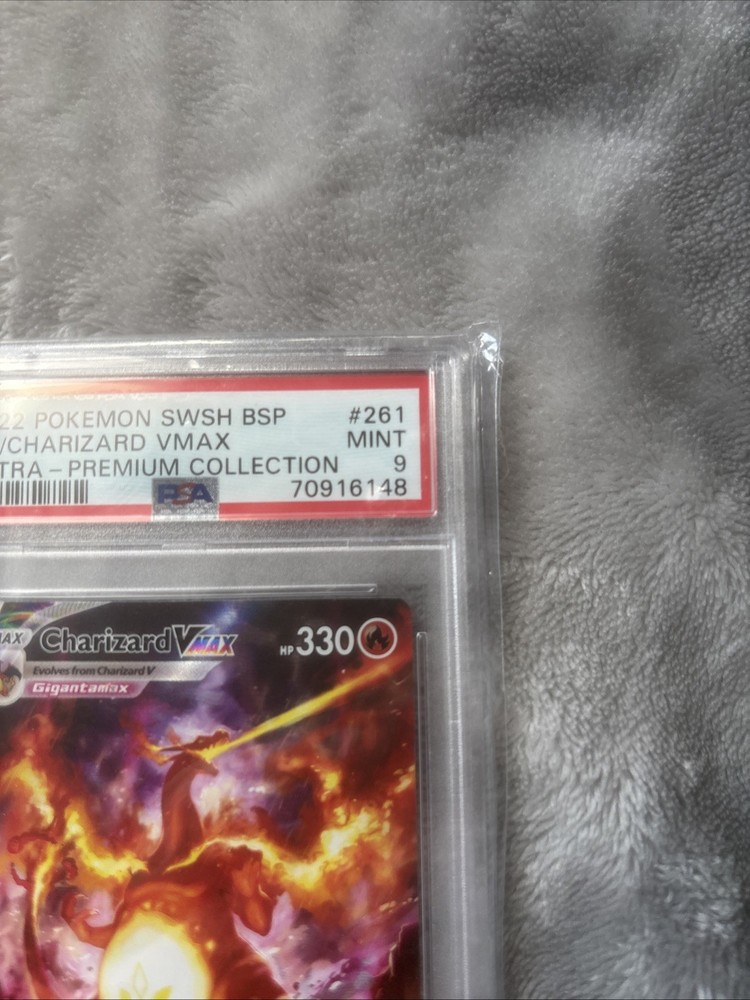 22 POKEMON SWSH BSP #261
/CHARIZARD VMAX MINT
TRA – PREMIUM COLLECTION 9
PSA 70916148
AX Charizard VMAX HP 330
Evolves from Charizard V
Gigantamax